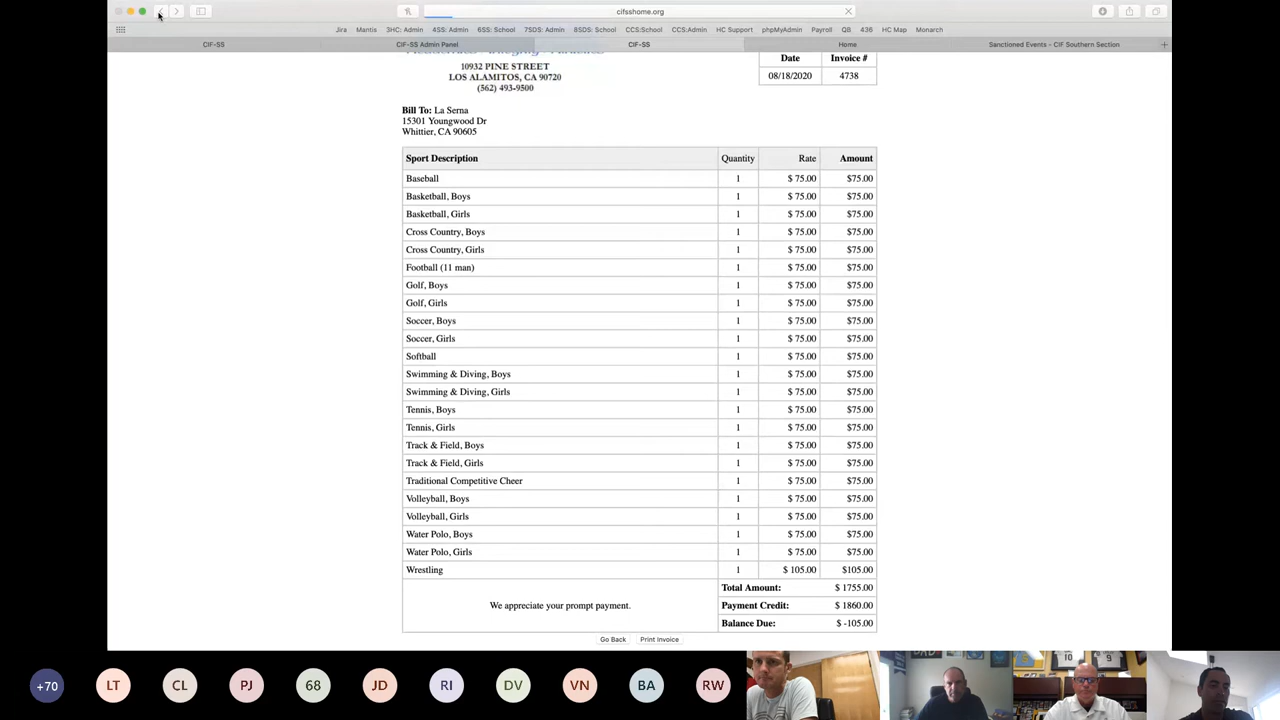 cifsshome.org
Jira Mantis 3HC: Admin 4SS: Admin 6SS: School 7SDS: Admin 8SDS: School CCS:School CCS:Admin HC Support phpMyAdmin Payroll QB 436 HC Map Monarch
CIF-SS CIF-SS Admin Panel CIF-SS Home Sanctioned Events - CIF Southern Section
10932 PINE STREET
LOS ALAMITOS, CA 90720
(562) 493-9500
Date Invoice #
08/18/2020 4738
Bill To: La Serna
15301 Youngwood Dr
Whittier, CA 90605
Sport Description Quantity Rate Amount
Baseball 1 $ 75.00 $75.00
Basketball, Boys 1 $ 75.00 $75.00
Basketball, Girls 1 $ 75.00 $75.00
Cross Country, Boys 1 $ 75.00 $75.00
Cross Country, Girls 1 $ 75.00 $75.00
Football (11 man) 1 $ 75.00 $75.00
Golf, Boys 1 $ 75.00 $75.00
Golf, Girls 1 $ 75.00 $75.00
Soccer, Boys 1 $ 75.00 $75.00
Soccer, Girls 1 $ 75.00 $75.00
Softball 1 $ 75.00 $75.00
Swimming & Diving, Boys 1 $ 75.00 $75.00
Swimming & Diving, Girls 1 $ 75.00 $75.00
Tennis, Boys 1 $ 75.00 $75.00
Tennis, Girls 1 $ 75.00 $75.00
Track & Field, Boys 1 $ 75.00 $75.00
Track & Field, Girls 1 $ 75.00 $75.00
Traditional Competitive Cheer 1 $ 75.00 $75.00
Volleyball, Boys 1 $ 75.00 $75.00
Volleyball, Girls 1 $ 75.00 $75.00
Water Polo, Boys 1 $ 75.00 $75.00
Water Polo, Girls 1 $ 75.00 $75.00
Wrestling 1 $ 105.00 $105.00
Total Amount: $ 1755.00
We appreciate your prompt payment. Payment Credit: $ 1860.00
Balance Due: $ -105.00
Go Back Print Invoice
+70 LT CL PJ 68 JD RI DV VN BA RW